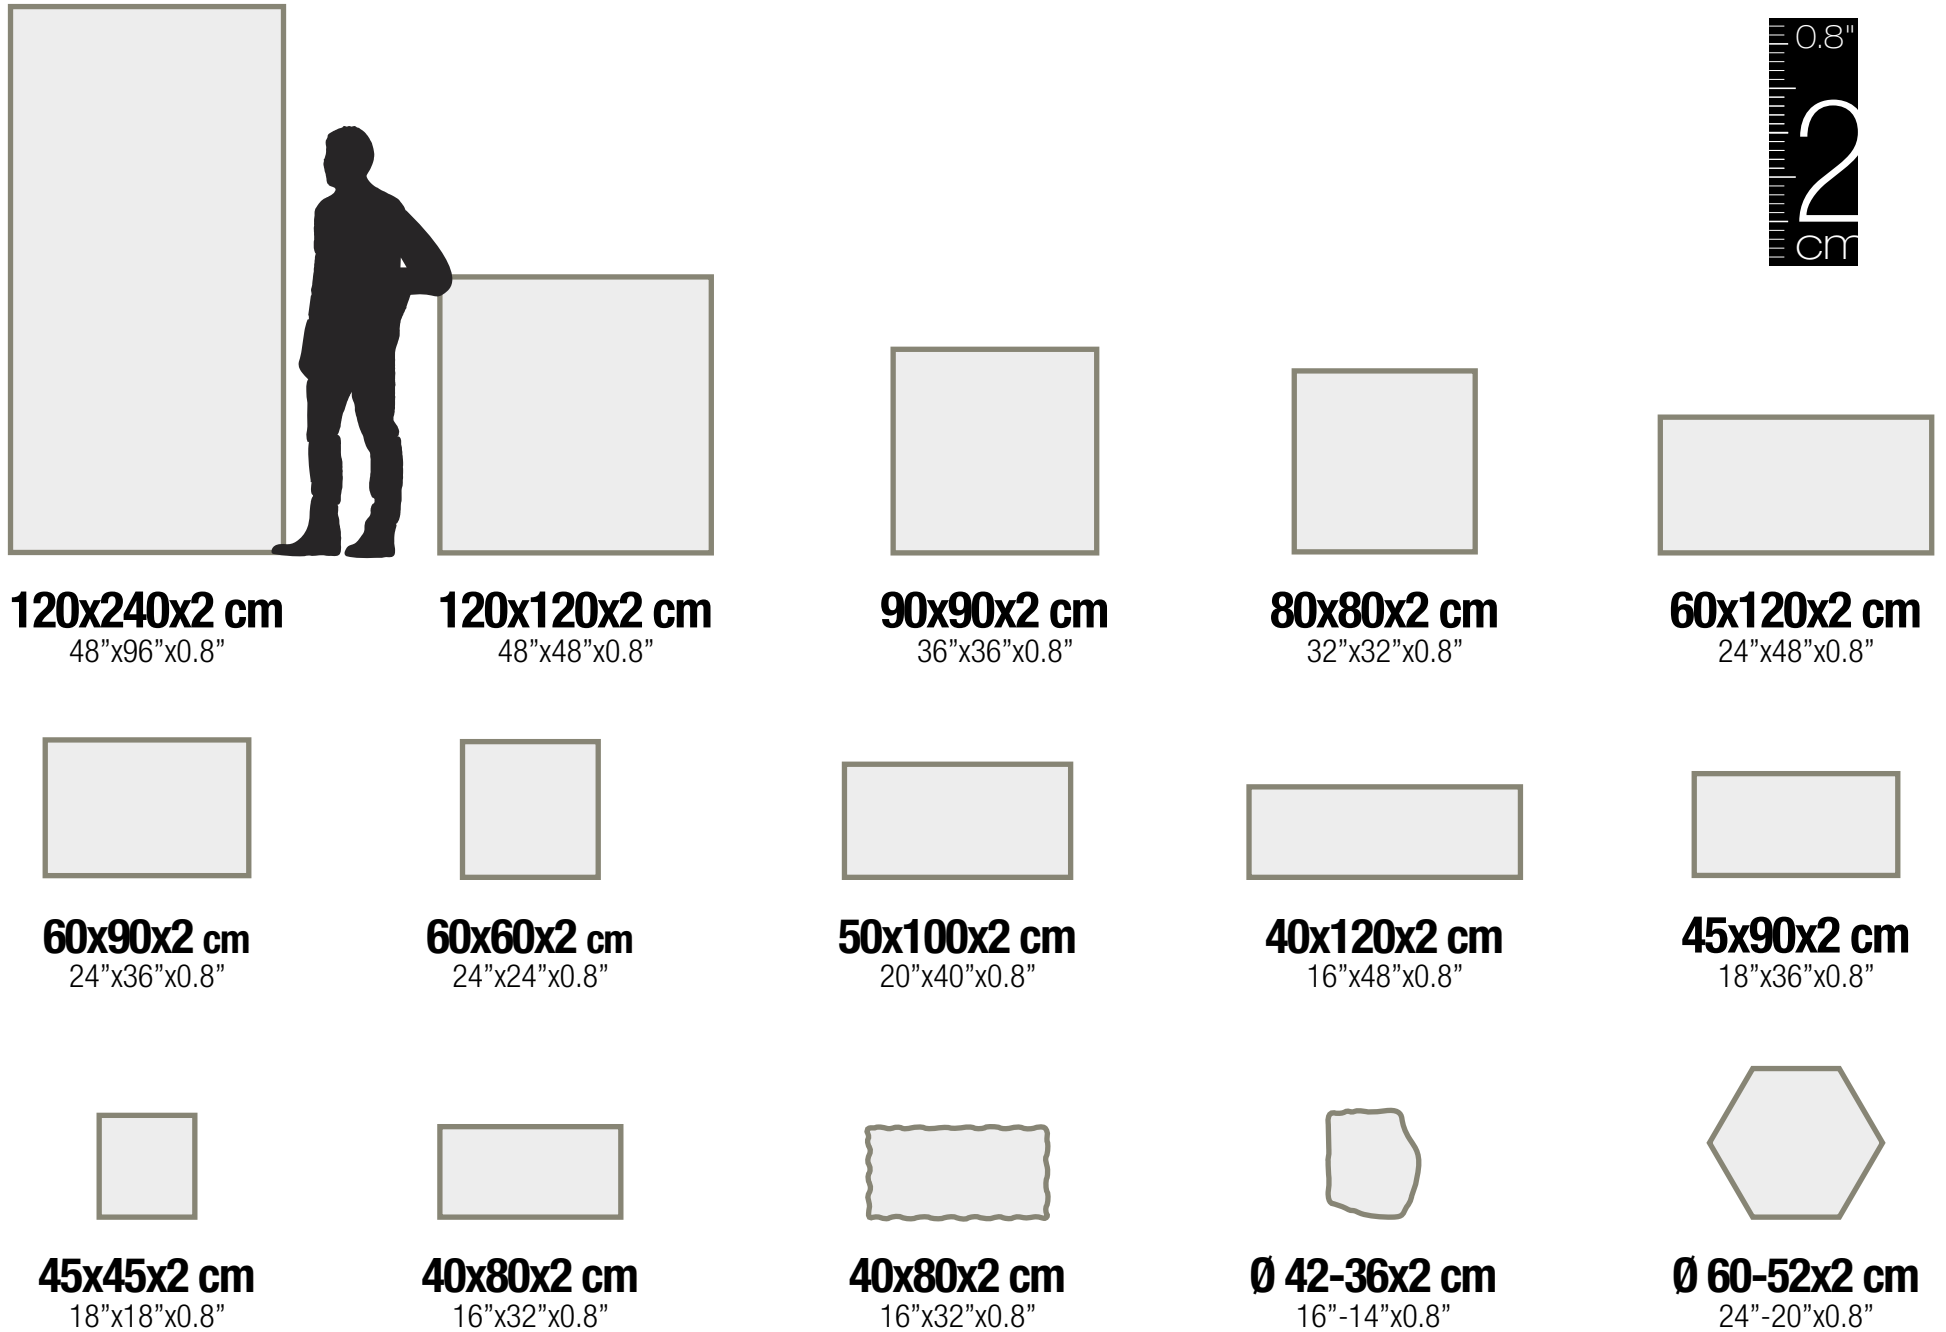 0.8"
2
cm
120x240x2 cm
48”x96”x0.8”
120x120x2 cm
48”x48”x0.8”
90x90x2 cm
36”x36”x0.8”
80x80x2 cm
32”x32”x0.8”
60x120x2 cm
24”x48”x0.8”
60x90x2 cm
24”x36”x0.8”
60x60x2 cm
24”x24”x0.8”
50x100x2 cm
20”x40”x0.8”
40x120x2 cm
16”x48”x0.8”
45x90x2 cm
18”x36”x0.8”
45x45x2 cm
18”x18”x0.8”
40x80x2 cm
16”x32”x0.8”
40x80x2 cm
16”x32”x0.8”
Ø 42-36x2 cm
16”-14”x0.8”
Ø 60-52x2 cm
24”-20”x0.8”